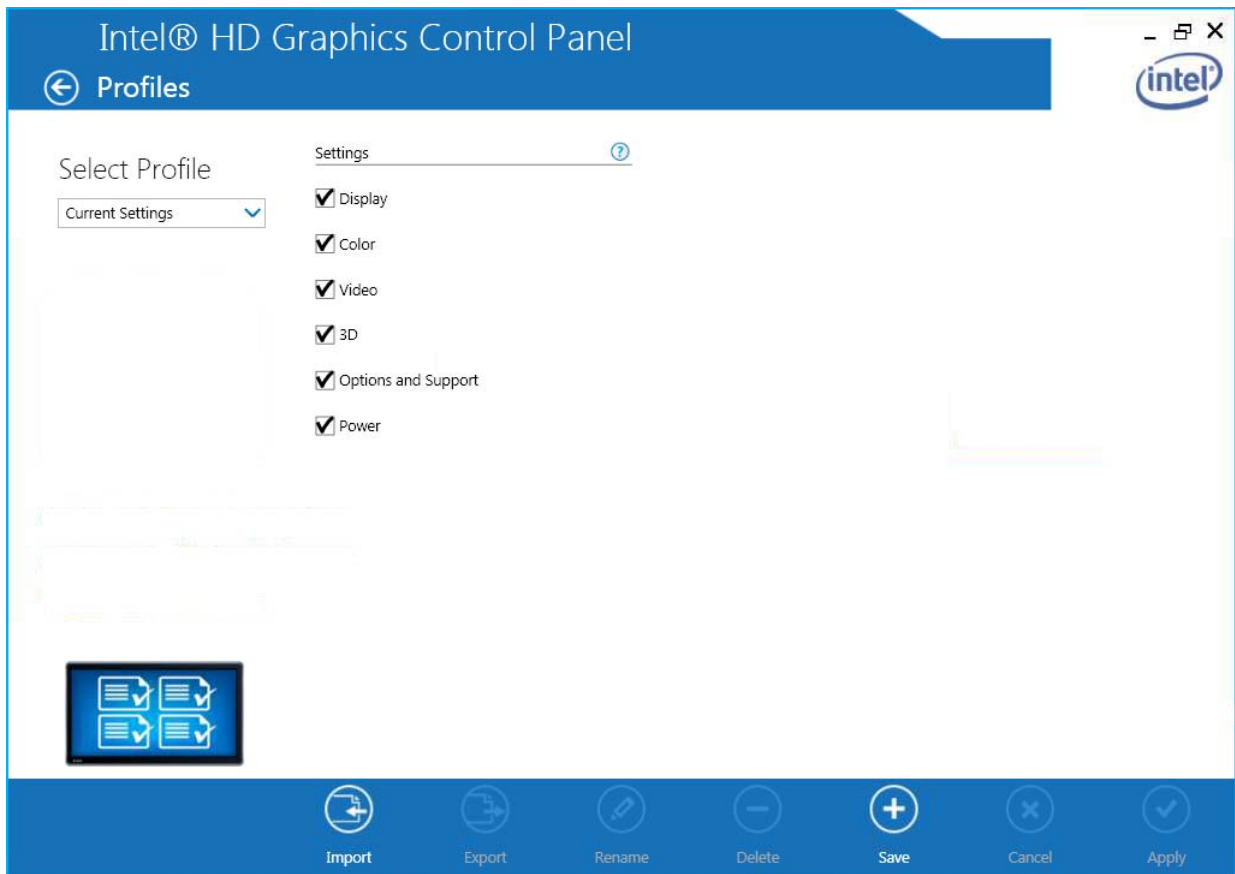 Intel® HD Graphics Control Panel
Profiles
intel®
Select Profile
Current Settings
Settings
?
Display
Color
Video
3D
Options and Support
Power
Import
Export
Rename
Delete
Save
Cancel
Apply